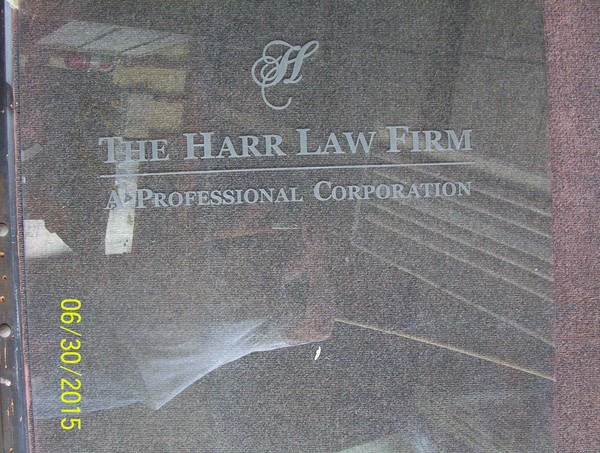 H
THE HARR LAW FIRM
A PROFESSIONAL CORPORATION
06/30/2015